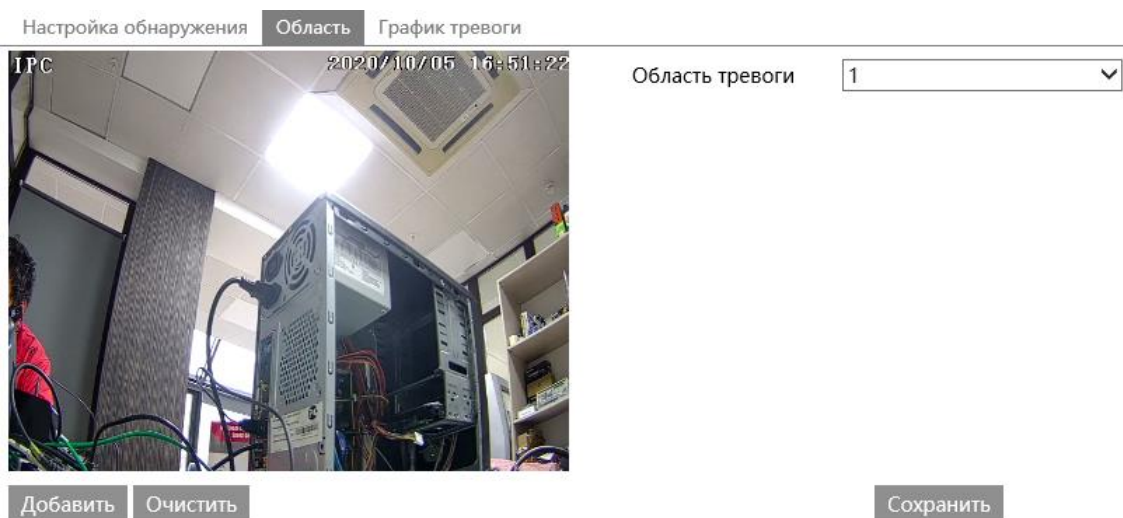 Настройка обнаружения Область График тревоги
IPC 2020/10/05 16:51:22
Область тревоги 1
Добавить Очистить Сохранить